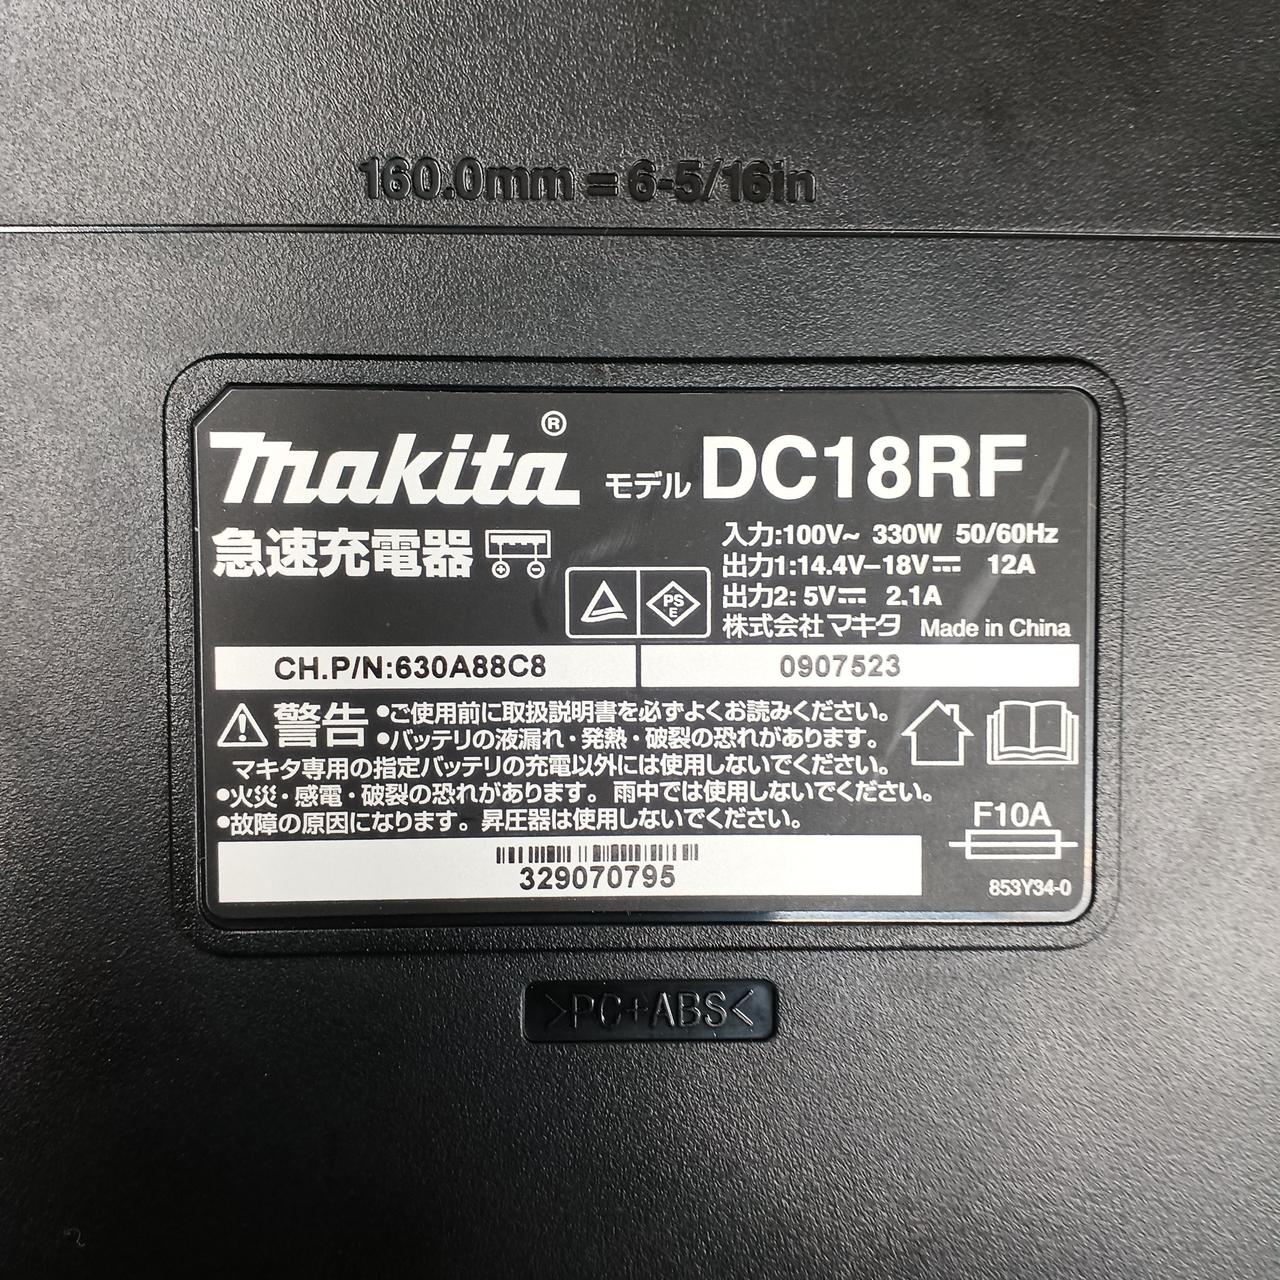 160.0mm = 6-5/16in
makita® モデル DC18RF
急速充電器
入力:100V~ 330W 50/60Hz
出力1:14.4V–18V⎓ 12A
出力2: 5V⎓ 2.1A
PS E
株式会社マキタ Made in China
CH.P/N:630A88C8 0907523
⚠警告 •ご使用前に取扱説明書を必ずよくお読みください。
•バッテリの液漏れ・発熱・破裂の恐れがあります。
マキタ専用の指定バッテリの充電以外には使用しないでください。
•火災・感電・破裂の恐れがあります。雨中では使用しないでください。
•故障の原因になります。昇圧器は使用しないでください。
F10A
329070795
853Y34-0
>PC+ABS<